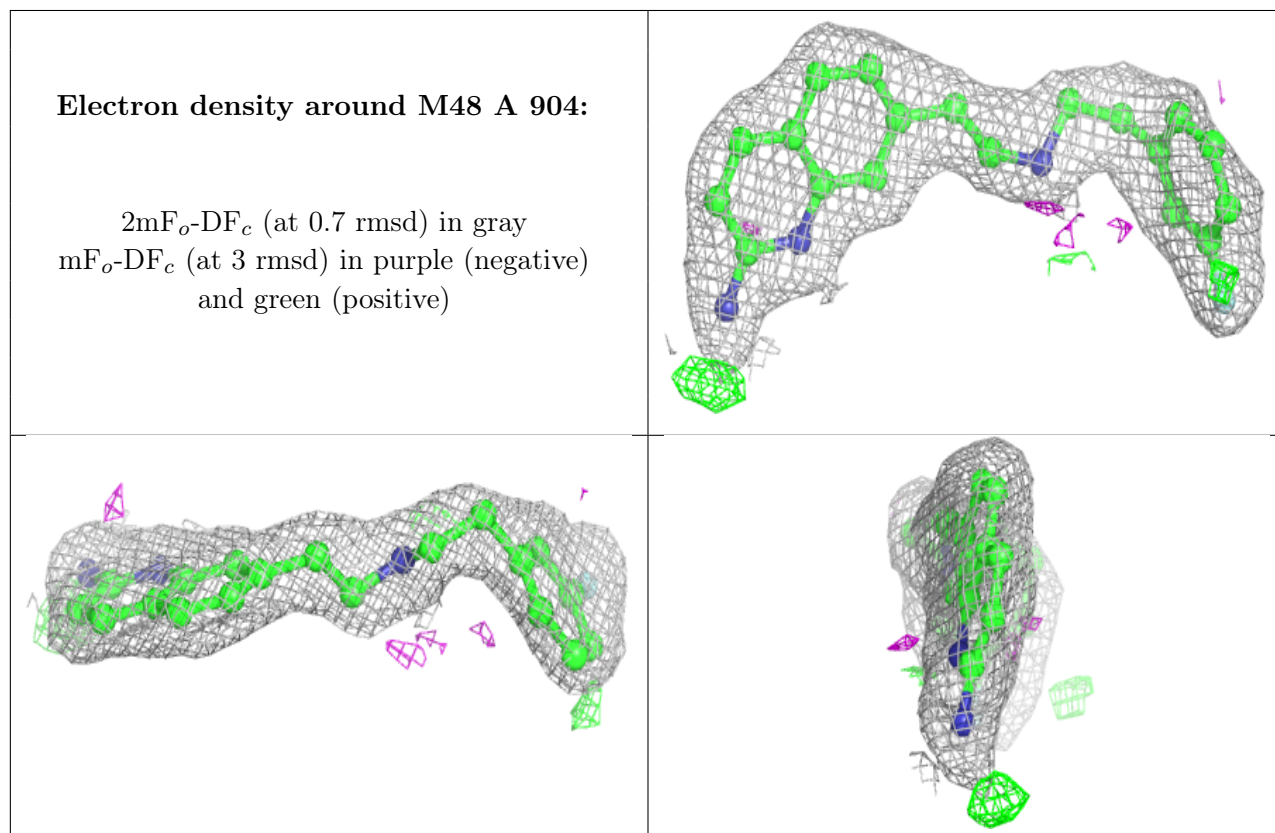 Electron density around M48 A 904:
2mFo-DFc (at 0.7 rmsd) in gray
mFo-DFc (at 3 rmsd) in purple (negative)
and green (positive)